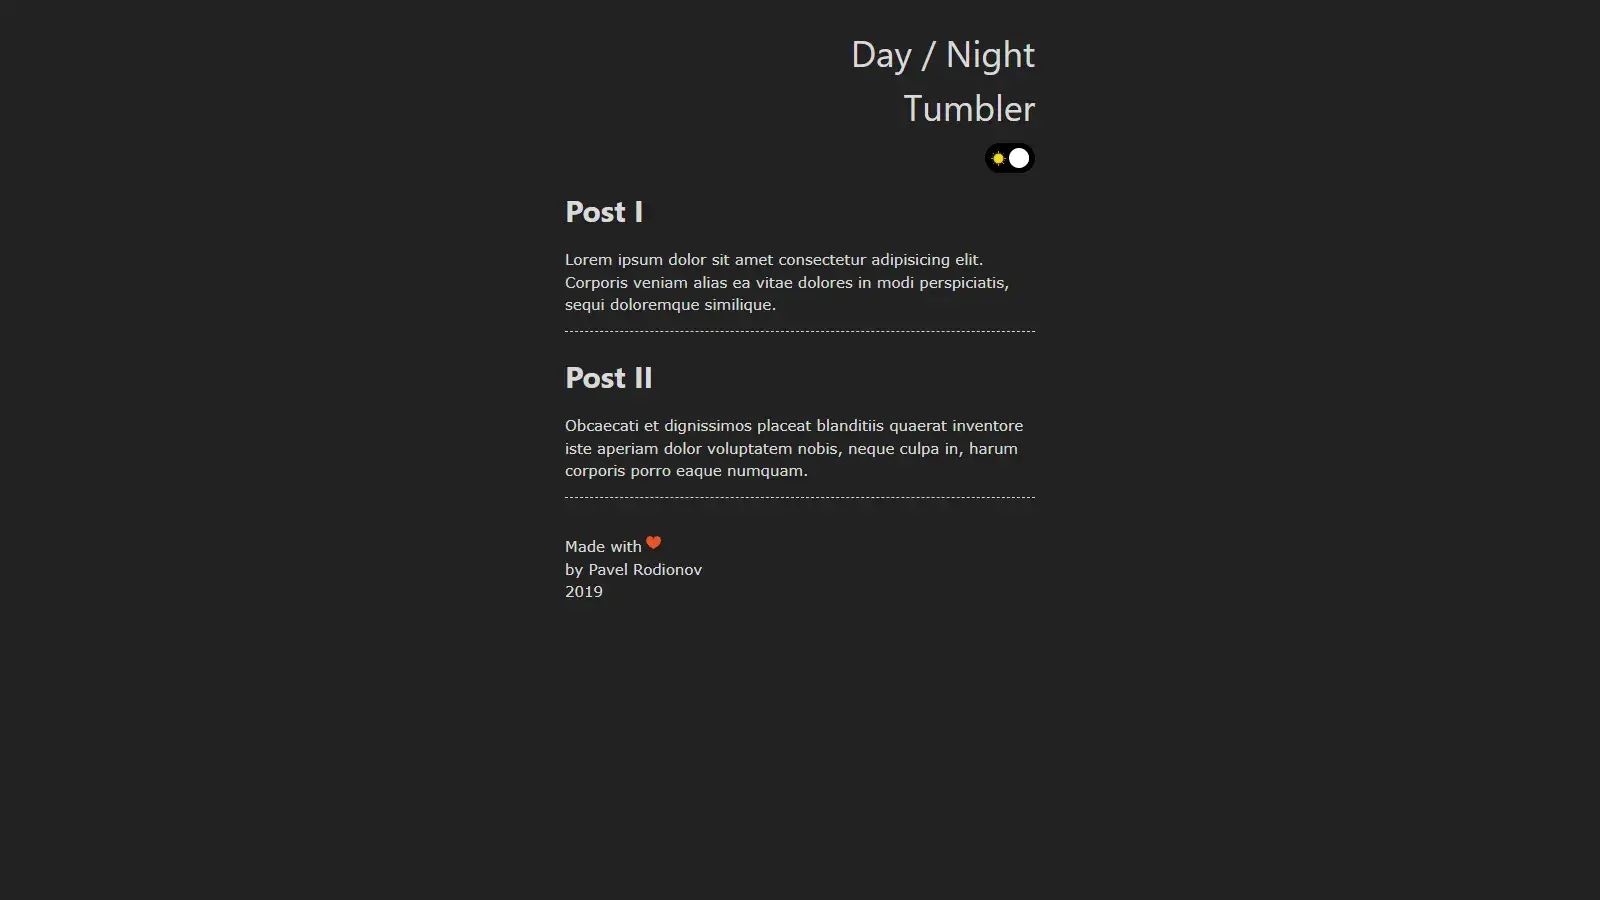 Day / Night
Tumbler
Post I
Lorem ipsum dolor sit amet consectetur adipisicing elit.
Corporis veniam alias ea vitae dolores in modi perspiciatis,
sequi doloremque similique.
Post II
Obcaecati et dignissimos placeat blanditiis quaerat inventore
iste aperiam dolor voluptatem nobis, neque culpa in, harum
corporis porro eaque numquam.
Made with
by Pavel Rodionov
2019